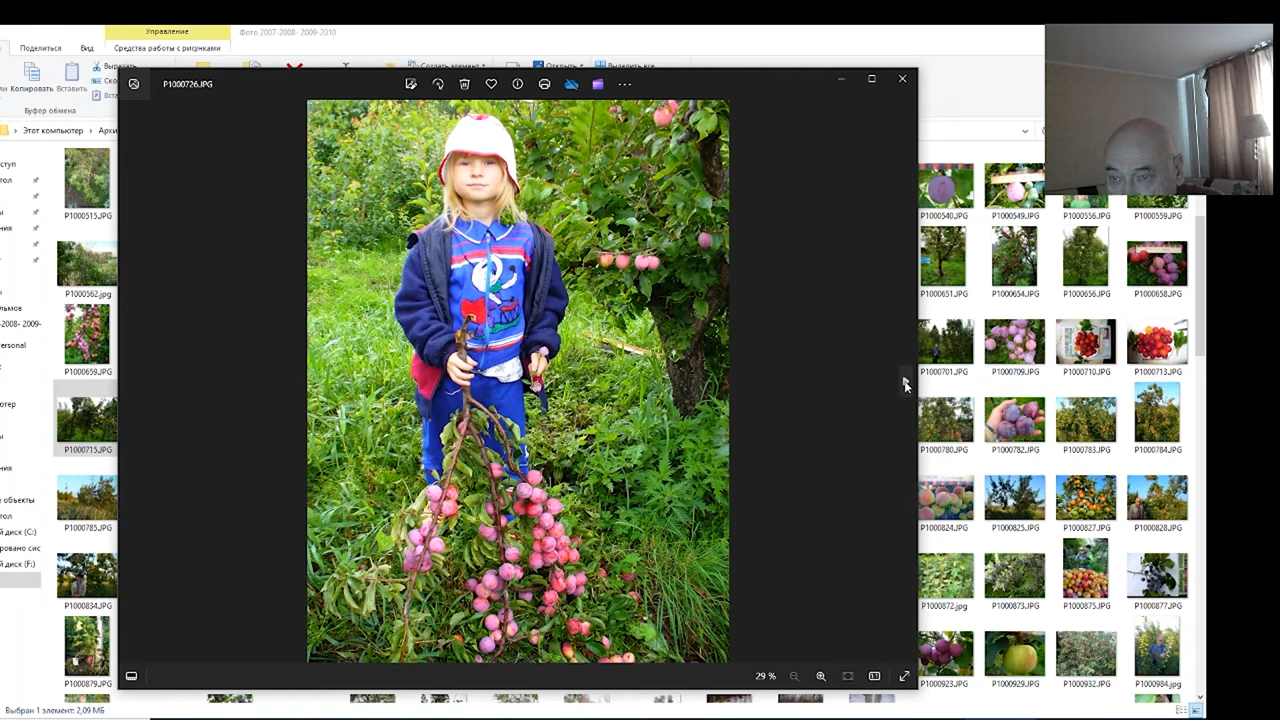 Управление
Фото 2007-2008- 2009-2010
Поделиться
Вид
Средства работы с рисунками
Вырезать
Копировать
Вставить
Буфер обмена
P1000726.JPG
Этот компьютер
P1000515.JPG
P1000540.JPG
P1000549.JPG
P1000556.JPG
P1000559.JPG
P1000562.jpg
P1000651.JPG
P1000654.JPG
P1000656.JPG
P1000658.JPG
P1000659.JPG
P1000701.JPG
P1000709.JPG
P1000710.JPG
P1000713.JPG
P1000715.JPG
P1000780.JPG
P1000782.JPG
P1000783.JPG
P1000784.JPG
P1000785.JPG
P1000824.JPG
P1000825.JPG
P1000827.JPG
P1000828.JPG
P1000834.JPG
P1000872.jpg
P1000873.JPG
P1000875.JPG
P1000877.JPG
P1000879.JPG
P1000923.JPG
P1000929.JPG
P1000932.JPG
P1000984.jpg
29 %
Выбран 1 элемент: 2,09 МБ